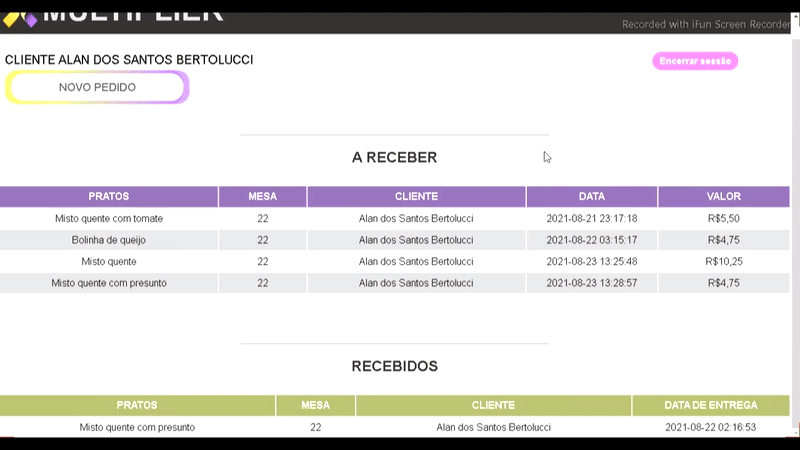 MULTIPLIER
Recorded with iFun Screen Recorder
CLIENTE ALAN DOS SANTOS BERTOLUCCI
Encerrar sessão
NOVO PEDIDO
A RECEBER
PRATOS MESA CLIENTE DATA VALOR
Misto quente com tomate 22 Alan dos Santos Bertolucci 2021-08-21 23:17:18 R$5,50
Bolinha de queijo 22 Alan dos Santos Bertolucci 2021-08-22 03:15:17 R$4,75
Misto quente 22 Alan dos Santos Bertolucci 2021-08-23 13:25:48 R$10,25
Misto quente com presunto 22 Alan dos Santos Bertolucci 2021-08-23 13:28:57 R$4,75
RECEBIDOS
PRATOS MESA CLIENTE DATA DE ENTREGA
Misto quente com presunto 22 Alan dos Santos Bertolucci 2021-08-22 02:16:53